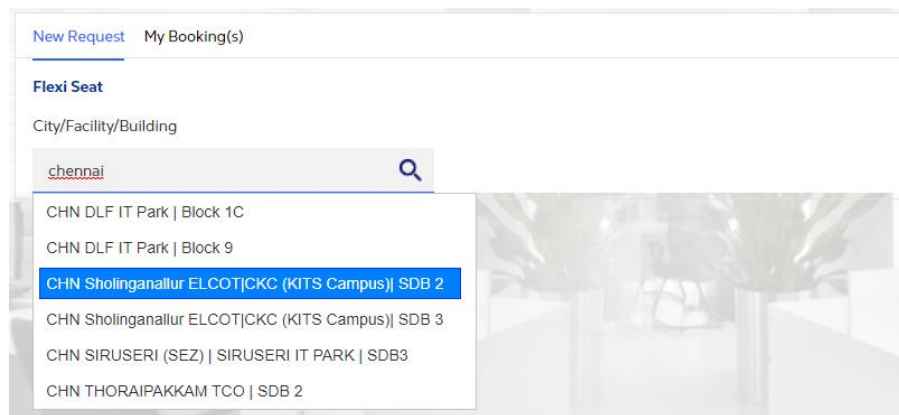 New Request My Booking(s)
Flexi Seat
City/Facility/Building
chennai
CHN DLF IT Park | Block 1C
CHN DLF IT Park | Block 9
CHN Sholinganallur ELCOT|CKC (KITS Campus)| SDB 2
CHN Sholinganallur ELCOT|CKC (KITS Campus)| SDB 3
CHN SIRUSERI (SEZ) | SIRUSERI IT PARK | SDB3
CHN THORAIPAKKAM TCO | SDB 2